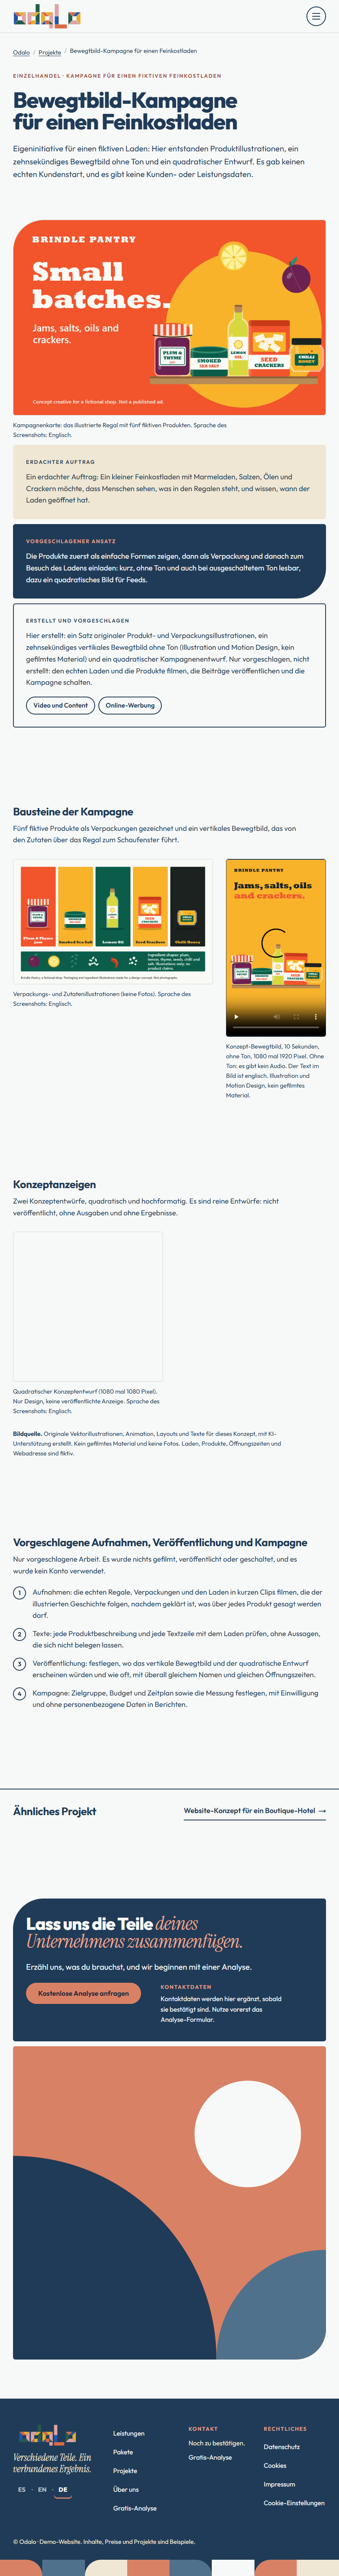 odalo
Odalo / Projekte / Bewegtbild-Kampagne für einen Feinkostladen
EINZELHANDEL · KAMPAGNE FÜR EINEN FIKTIVEN FEINKOSTLADEN
Bewegtbild-Kampagne
für einen Feinkostladen
Eigeninitiative für einen fiktiven Laden: Hier entstanden Produktillustrationen, ein
zehnsekündiges Bewegtbild ohne Ton und ein quadratischer Entwurf. Es gab keinen
echten Kundenstart, und es gibt keine Kunden- oder Leistungsdaten.
BRINDLE PANTRY
Small
batches.
Jams, salts, oils and
crackers.
PLUM &
THYME
SMOKED
SEA SALT
LEMON
OIL
SEED
CRACKERS
CHILLI
HONEY
Concept creative for a fictional shop. Not a published ad.
Kampagnenkarte: das illustrierte Regal mit fünf fiktiven Produkten. Sprache des
Screenshots: Englisch.
ERDACHTER AUFTRAG
Ein erdachter Auftrag: Ein kleiner Feinkostladen mit Marmeladen, Salzen, Ölen und
Crackern möchte, dass Menschen sehen, was in den Regalen steht, und wissen, wann der
Laden geöffnet hat.
VORGESCHLAGENER ANSATZ
Die Produkte zuerst als einfache Formen zeigen, dann als Verpackung und danach zum
Besuch des Ladens einladen: kurz, ohne Ton und auch bei ausgeschaltetem Ton lesbar,
dazu ein quadratisches Bild für Feeds.
ERSTELLT UND VORGESCHLAGEN
Hier erstellt: ein Satz originaler Produkt- und Verpackungsillustrationen, ein
zehnsekündiges vertikales Bewegtbild ohne Ton (Illustration und Motion Design, kein
gefilmtes Material) und ein quadratischer Kampagnenentwurf. Nur vorgeschlagen, nicht
erstellt: den echten Laden und die Produkte filmen, die Beiträge veröffentlichen und die
Kampagne schalten.
Video und Content
Online-Werbung
Bausteine der Kampagne
Fünf fiktive Produkte als Verpackungen gezeichnet und ein vertikales Bewegtbild, das von
den Zutaten über das Regal zum Schaufenster führt.
Plum & Thyme
jam
Smoked Sea Salt
Lemon Oil
Seed Crackers
Chilli Honey
Verpackungs- und Zutatenillustrationen (keine Fotos). Sprache des
Screenshots: Englisch.
BRINDLE PANTRY
Jams, salts, oils
and crackers.
Konzept-Bewegtbild, 10 Sekunden,
ohne Ton, 1080 mal 1920 Pixel. Ohne
Ton: es gibt kein Audio. Der Text im
Bild ist englisch. Illustration und
Motion Design, kein gefilmtes
Material.
Konzeptanzeigen
Zwei Konzeptentwürfe, quadratisch und hochformatig. Es sind reine Entwürfe: nicht
veröffentlicht, ohne Ausgaben und ohne Ergebnisse.
Quadratischer Konzeptentwurf (1080 mal 1080 Pixel).
Nur Design, keine veröffentlichte Anzeige. Sprache des
Screenshots: Englisch.
Bildquelle. Originale Vektorillustrationen, Animation, Layouts und Texte für dieses Konzept, mit KI-
Unterstützung erstellt. Kein gefilmtes Material und keine Fotos. Laden, Produkte, Öffnungszeiten und
Webadresse sind fiktiv.
Vorgeschlagene Aufnahmen, Veröffentlichung und Kampagne
Nur vorgeschlagene Arbeit. Es wurde nichts gefilmt, veröffentlicht oder geschaltet, und es
wurde kein Konto verwendet.
1 Aufnahmen: die echten Regale, Verpackungen und den Laden in kurzen Clips filmen, die der
illustrierten Geschichte folgen, nachdem geklärt ist, was über jedes Produkt gesagt werden
darf.
2 Texte: jede Produktbeschreibung und jede Textzeile mit dem Laden prüfen, ohne Aussagen,
die sich nicht belegen lassen.
3 Veröffentlichung: festlegen, wo das vertikale Bewegtbild und der quadratische Entwurf
erscheinen würden und wie oft, mit überall gleichem Namen und gleichen Öffnungszeiten.
4 Kampagne: Zielgruppe, Budget und Zeitplan sowie die Messung festlegen, mit Einwilligung
und ohne personenbezogene Daten in Berichten.
Ähnliches Projekt
Website-Konzept für ein Boutique-Hotel →
Lass uns die Teile deines
Unternehmens zusammenfügen.
Erzähl uns, was du brauchst, und wir beginnen mit einer Analyse.
Kostenlose Analyse anfragen
KONTAKTDATEN
Kontaktdaten werden hier ergänzt, sobald
sie bestätigt sind. Nutze vorerst das
Analyse-Formular.
odalo
Verschiedene Teile. Ein
verbundenes Ergebnis.
ES · EN · DE
Leistungen
Pakete
Projekte
Über uns
Gratis-Analyse
KONTAKT
Noch zu bestätigen.
Gratis-Analyse
RECHTLICHES
Datenschutz
Cookies
Impressum
Cookie-Einstellungen
© Odalo · Demo-Website. Inhalte, Preise und Projekte sind Beispiele.